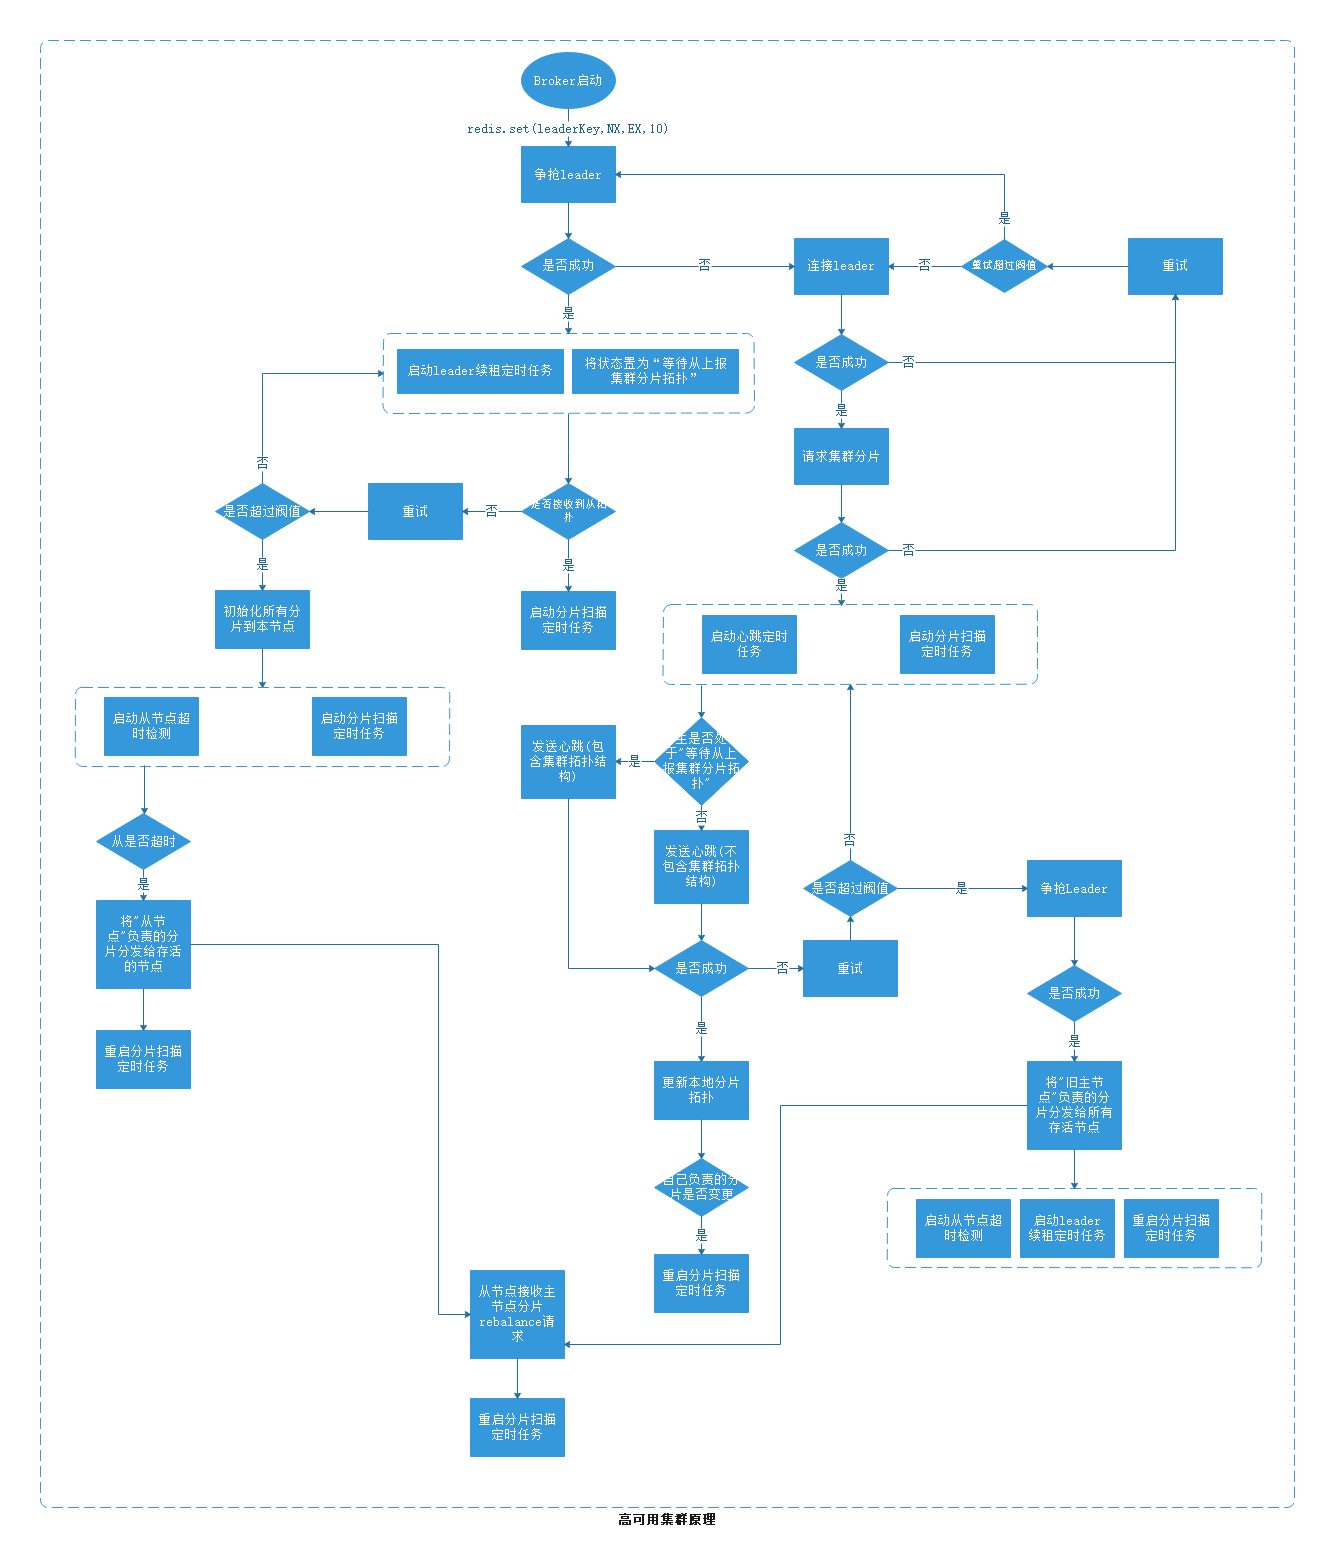 Broker启动
redis.set(leaderKey,NX,EX,10)
争抢leader
是
是否成功
否
连接leader
否
重试超过阀值
重试
是
启动leader续租定时任务
将状态置为“等待从上报
集群分片拓扑”
是否成功
否
是
请求集群分片
否
是否超过阀值
重试
否
是否接收到从拓
扑
是否成功
否
是
是
是
初始化所有分
片到本节点
启动分片扫描
定时任务
启动心跳定时
任务
启动分片扫描
定时任务
启动从节点超
时检测
启动分片扫描
定时任务
发送心跳(包
含集群拓扑结
构)
是
主是否处
于”等待从上
报集群分片拓
扑”
否
从是否超时
发送心跳(不
包含集群拓扑
结构)
否
是否超过阀值
是
争抢Leader
是
将”从节
点”负责的分
片分发给存活
的节点
是否成功
否
重试
是否成功
是
是
重启分片扫描
定时任务
更新本地分片
拓扑
将”旧主节
点”负责的分
片分发给所有
存活节点
自己负责的分
片是否变更
是
启动从节点超
时检测
启动leader
续租定时任务
重启分片扫描
定时任务
重启分片扫描
定时任务
从节点接收主
节点分片
rebalance请
求
重启分片扫描
定时任务
高可用集群原理